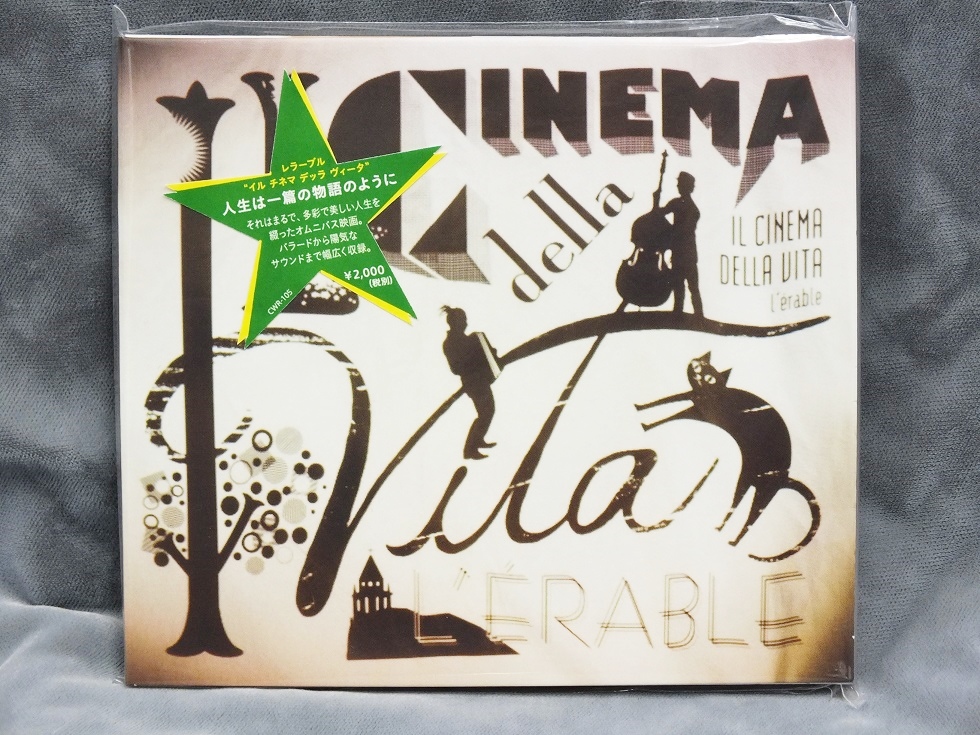 IL CINEMA
della
Vita
L'ÉRABLE
IL CINEMA
DELLA VITA
l'érable
レラーブル
"イル チネマ デッラ ヴィータ"
人生は一篇の物語のように
それはまるで、多彩で美しい人生を
綴ったオムニバス映画。
バラードから陽気な
サウンドまで幅広く収録。
¥2,000
(税別)
CWR-105